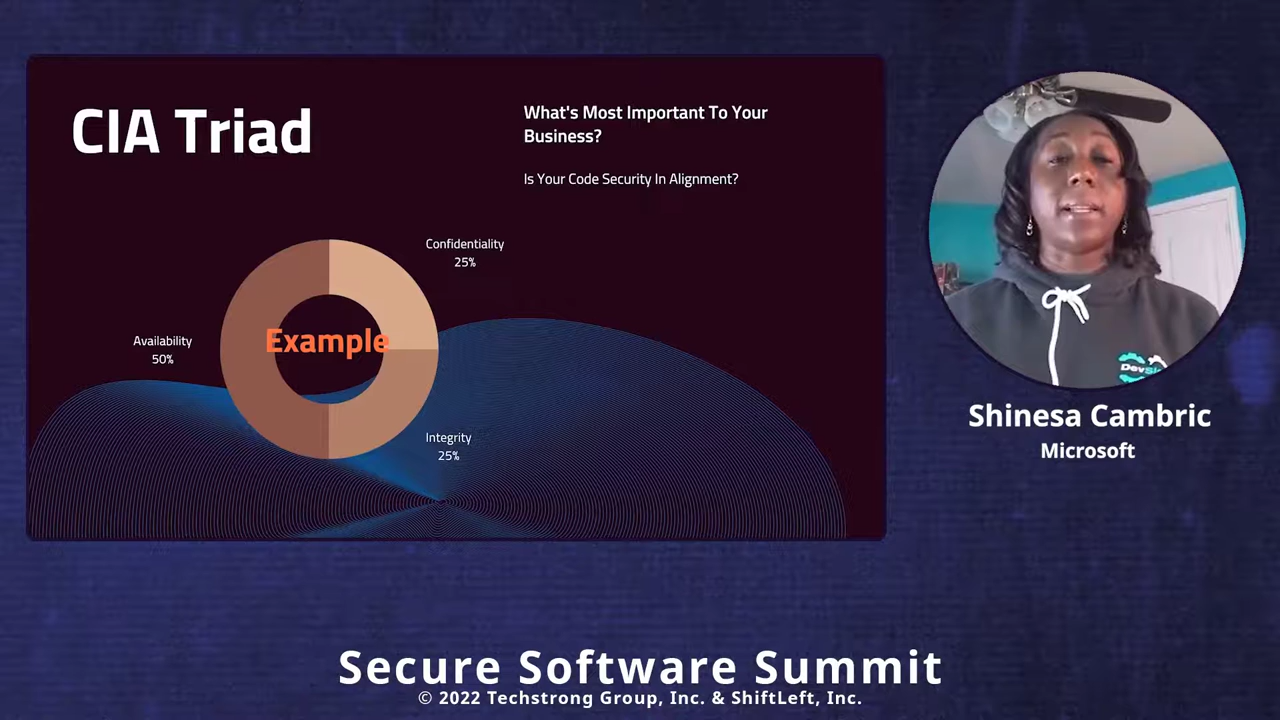 CIA Triad
What's Most Important To Your
Business?
Is Your Code Security In Alignment?
Confidentiality
25%
Availability
50%
Example
Integrity
25%
Shinesa Cambric
Microsoft
Secure Software Summit
© 2022 Techstrong Group, Inc. & ShiftLeft, Inc.